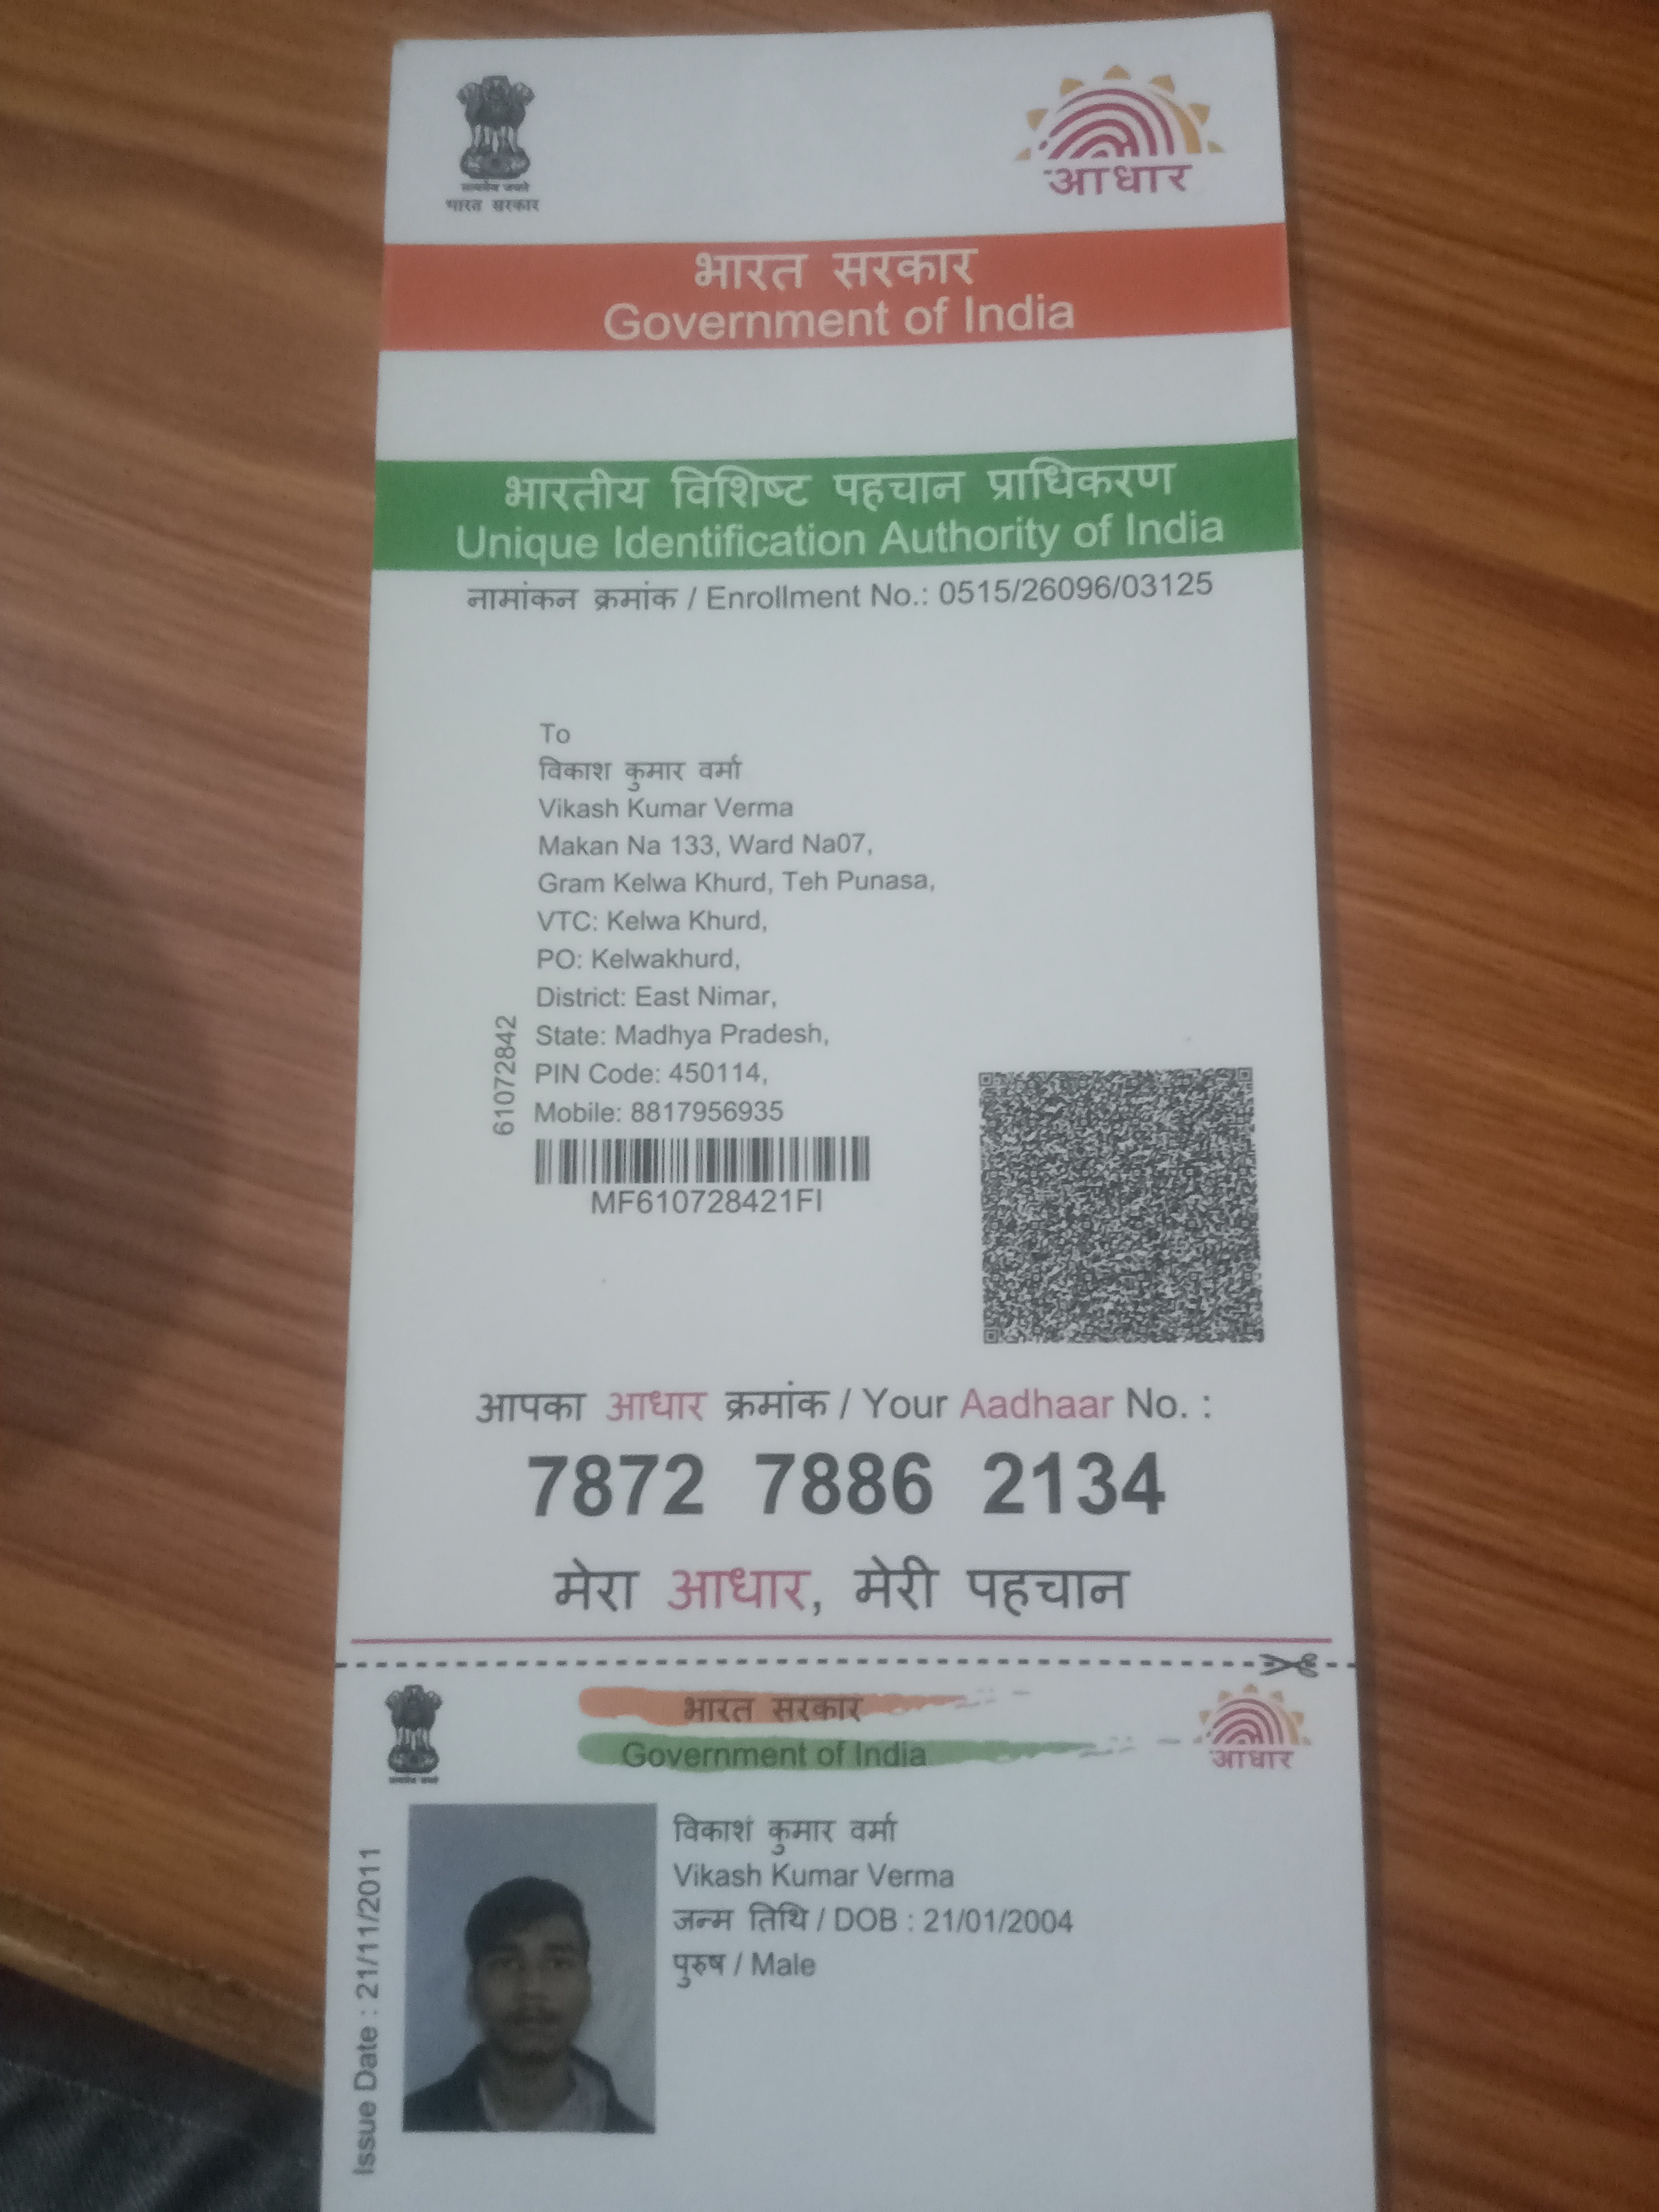 सत्यमेव जयते
भारत सरकार
आधार
भारत सरकार
Government of India
भारतीय विशिष्ट पहचान प्राधिकरण
Unique Identification Authority of India
नामांकन क्रमांक / Enrollment No.: 0515/26096/03125
To
विकाश कुमार वर्मा
Vikash Kumar Verma
Makan Na 133, Ward Na07,
Gram Kelwa Khurd, Teh Punasa,
VTC: Kelwa Khurd,
PO: Kelwakhurd,
District: East Nimar,
State: Madhya Pradesh,
PIN Code: 450114,
Mobile: 8817956935
61072842
MF610728421FI
आपका आधार क्रमांक / Your Aadhaar No. :
7872 7886 2134
मेरा आधार, मेरी पहचान
भारत सरकार
Government of India
सत्यमेव जयते
आधार
Issue Date : 21/11/2011
विकाश कुमार वर्मा
Vikash Kumar Verma
जन्म तिथि / DOB : 21/01/2004
पुरुष / Male